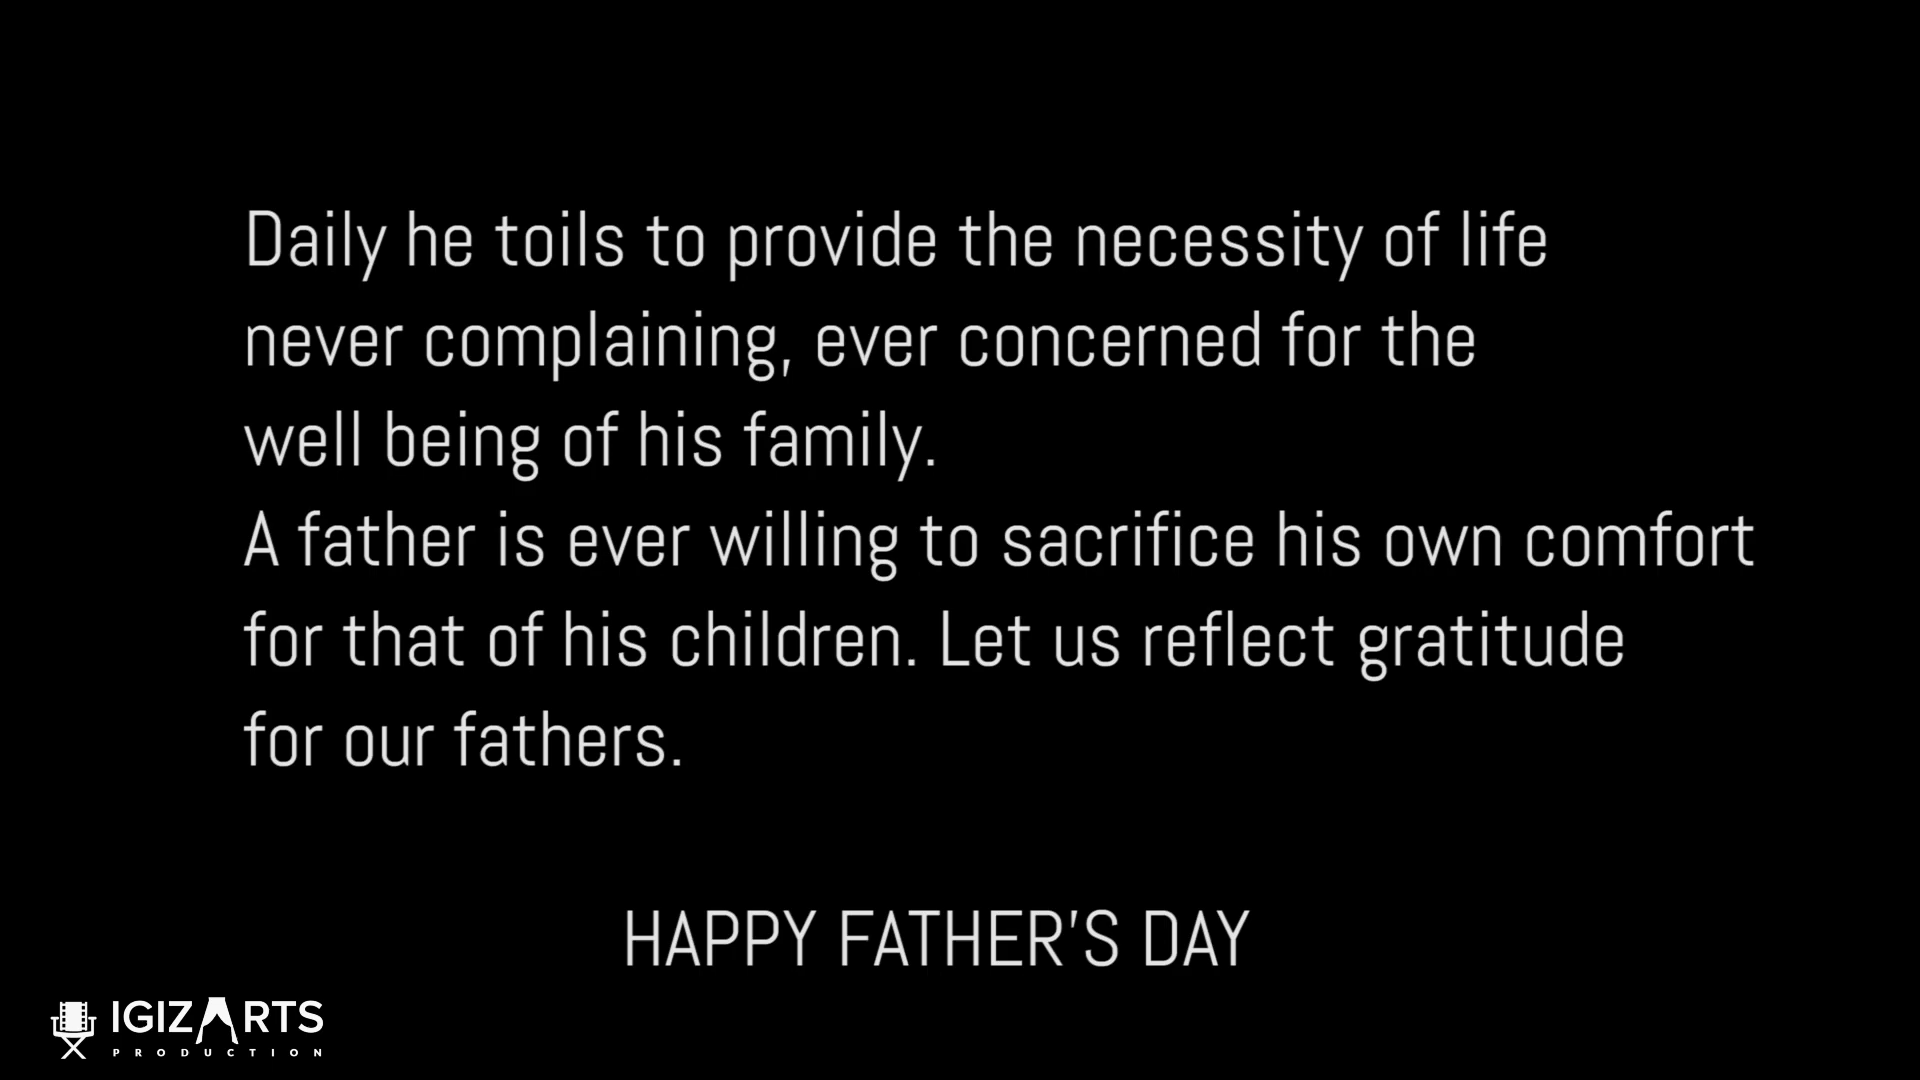 Daily he toils to provide the necessity of life
never complaining, ever concerned for the
well being of his family.
A father is ever willing to sacrifice his own comfort
for that of his children. Let us reflect gratitude
for our fathers.
HAPPY FATHER'S DAY
IGIZARTS
PRODUCTION